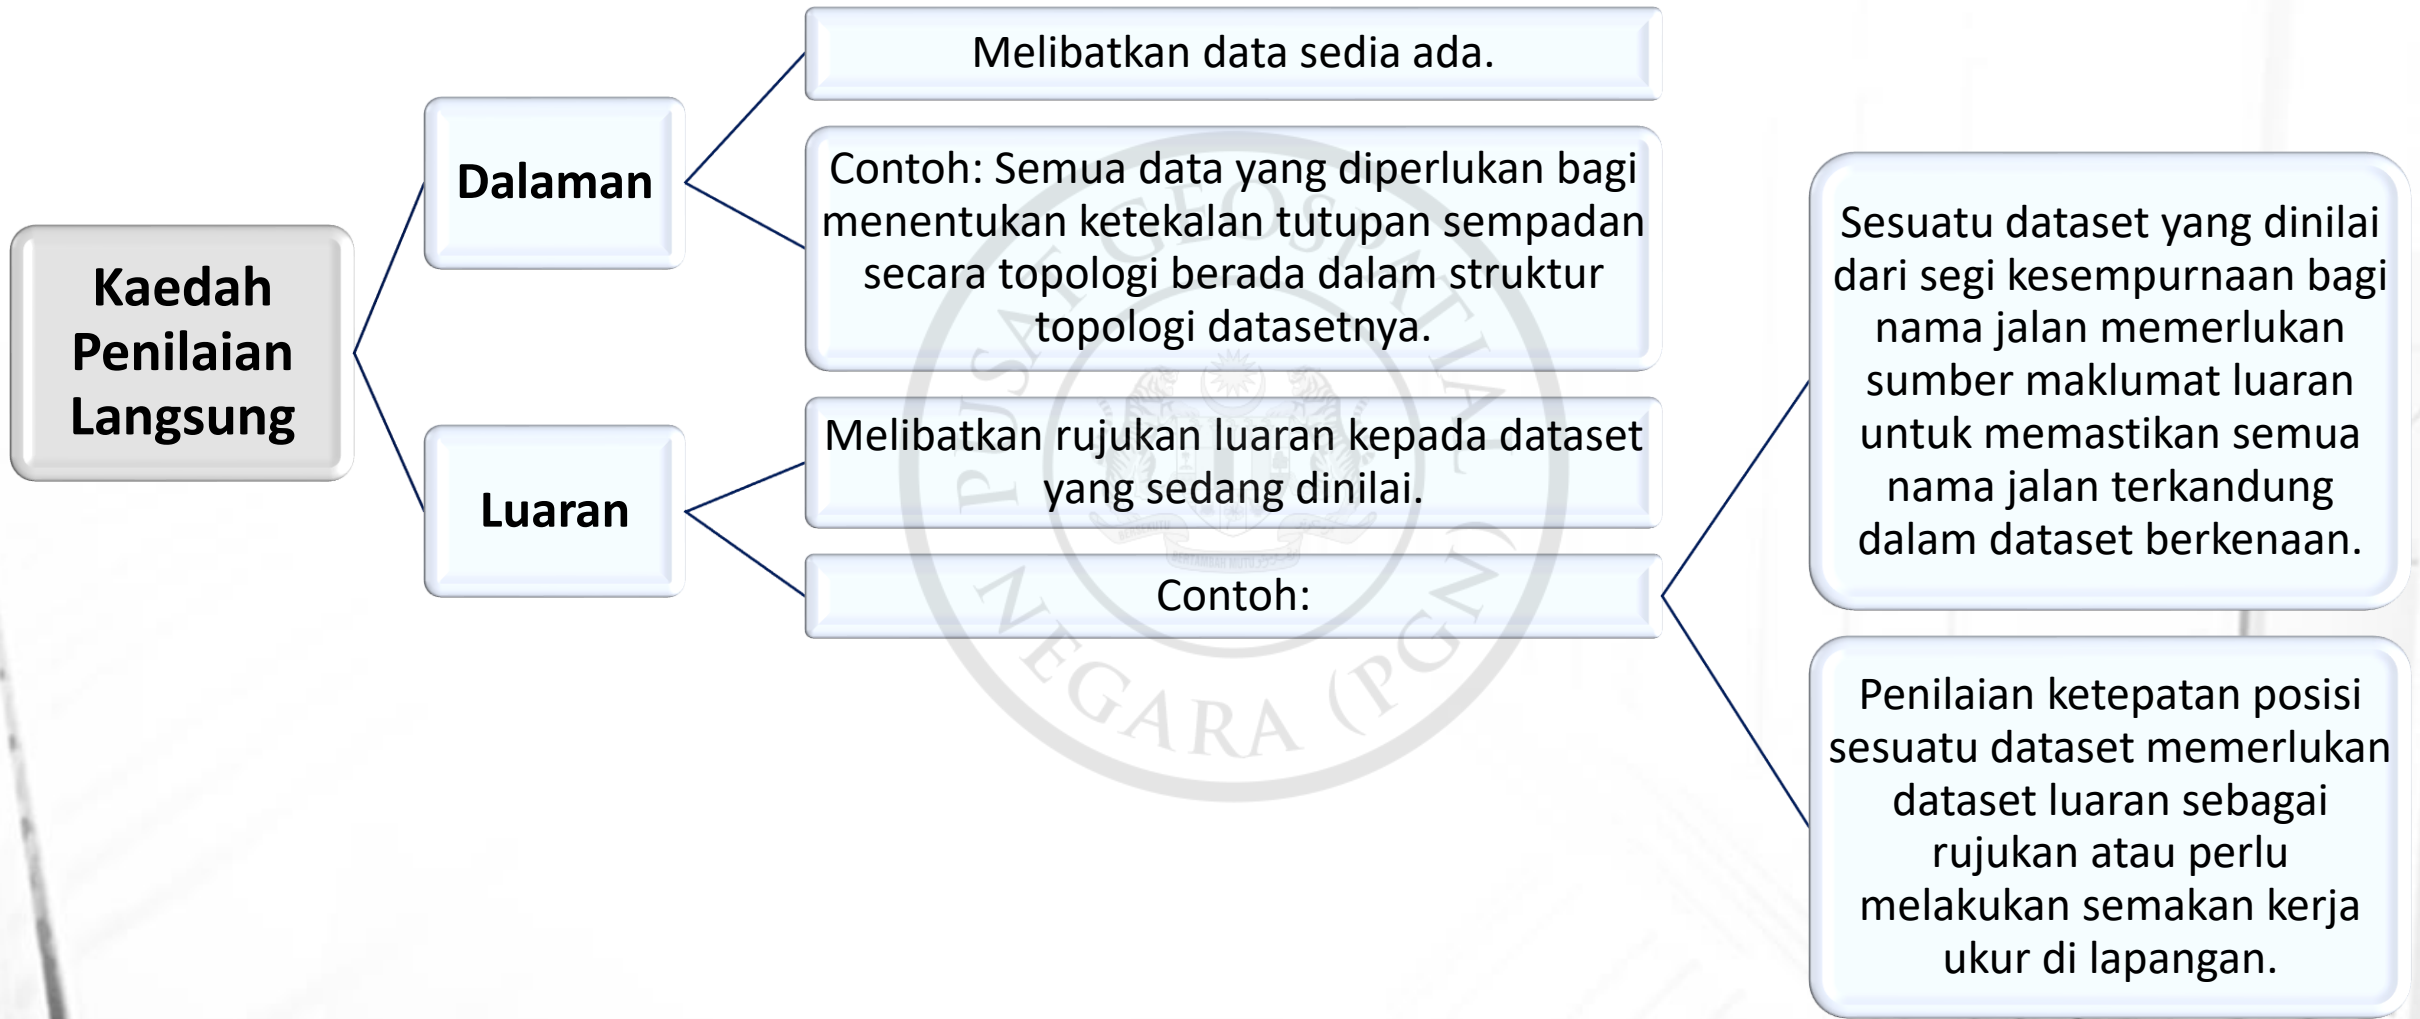 Kaedah
Penilaian
Langsung
Dalaman
Melibatkan data sedia ada.
Contoh: Semua data yang diperlukan bagi
menentukan ketekalan tutupan sempadan
secara topologi berada dalam struktur
topologi datasetnya.
Luaran
Melibatkan rujukan luaran kepada dataset
yang sedang dinilai.
Contoh:
Sesuatu dataset yang dinilai
dari segi kesempurnaan bagi
nama jalan memerlukan
sumber maklumat luaran
untuk memastikan semua
nama jalan terkandung
dalam dataset berkenaan.
Penilaian ketepatan posisi
sesuatu dataset memerlukan
dataset luaran sebagai
rujukan atau perlu
melakukan semakan kerja
ukur di lapangan.
PUSAT GEOSPATIAL
NEGARA (PGN)